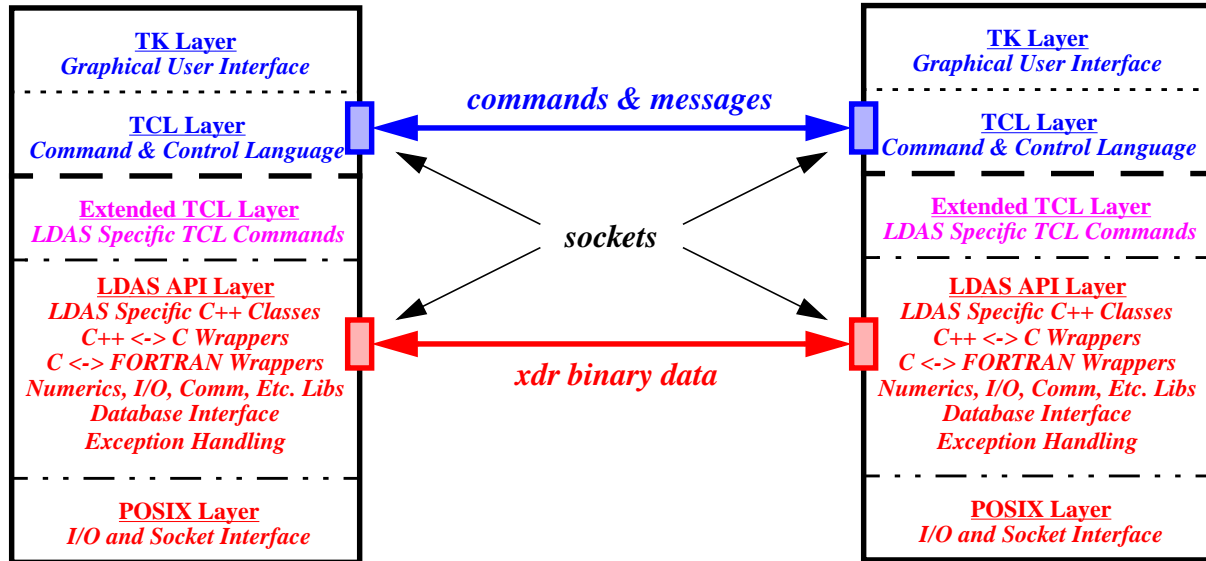 TK Layer
Graphical User Interface
TCL Layer
Command & Control Language
Extended TCL Layer
LDAS Specific TCL Commands
LDAS API Layer
LDAS Specific C++ Classes
C++ <-> C Wrappers
C <-> FORTRAN Wrappers
Numerics, I/O, Comm, Etc. Libs
Database Interface
Exception Handling
POSIX Layer
I/O and Socket Interface
commands & messages
sockets
xdr binary data
TK Layer
Graphical User Interface
TCL Layer
Command & Control Language
Extended TCL Layer
LDAS Specific TCL Commands
LDAS API Layer
LDAS Specific C++ Classes
C++ <-> C Wrappers
C <-> FORTRAN Wrappers
Numerics, I/O, Comm, Etc. Libs
Database Interface
Exception Handling
POSIX Layer
I/O and Socket Interface